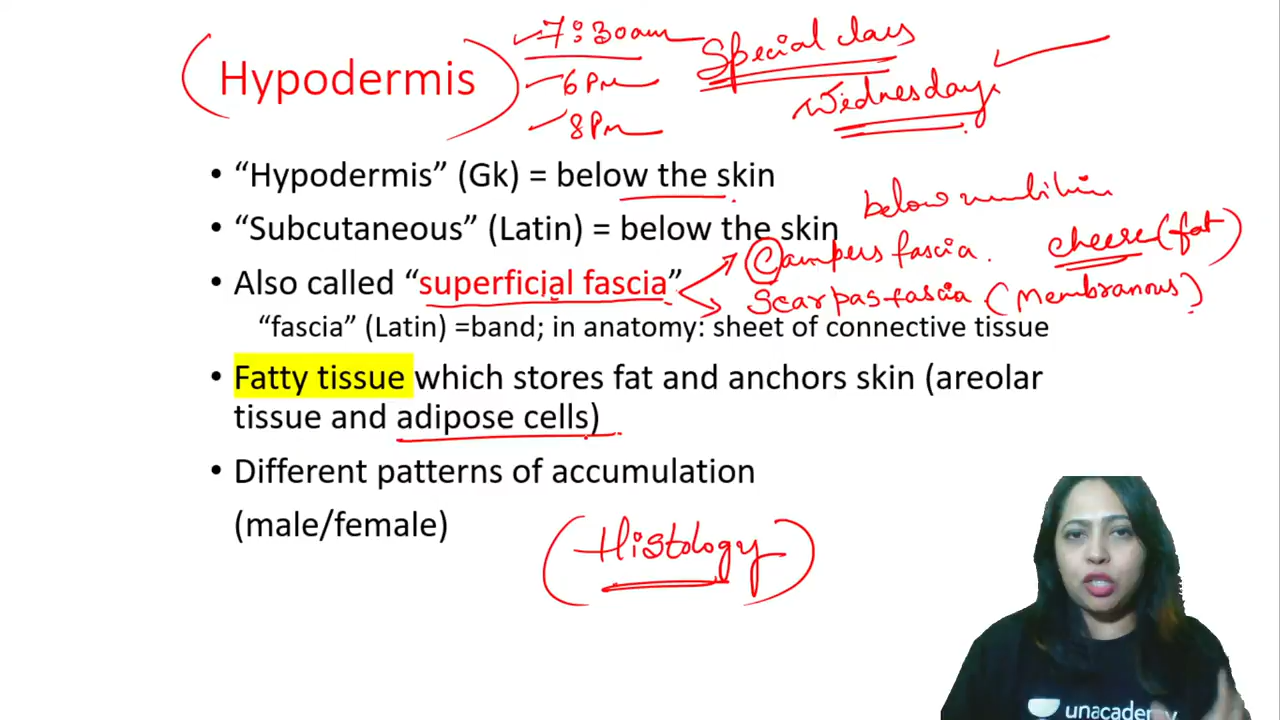 Hypodermis
7:30am
6 Pm
8 Pm
Special class
Wednesday
• “Hypodermis” (Gk) = below the skin
• “Subcutaneous” (Latin) = below the skin
• Also called “superficial fascia”
below umbilicus
Campers fascia.
cheese (fat)
Scarpas fascia (Membranous)
“fascia” (Latin) =band; in anatomy: sheet of connective tissue
• Fatty tissue which stores fat and anchors skin (areolar
tissue and adipose cells)
• Different patterns of accumulation
(male/female)
(Histology)
unacademy